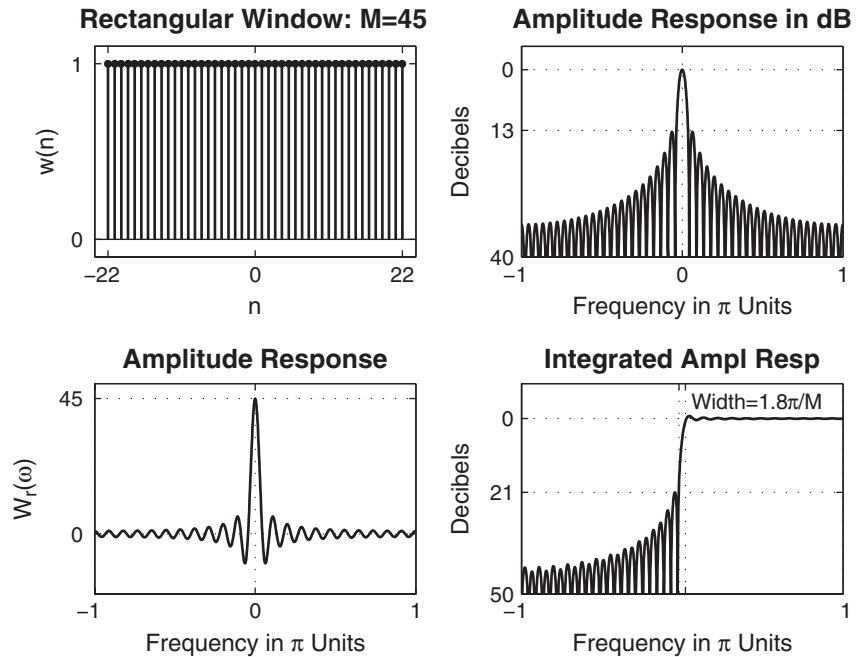 Rectangular Window: M=45
1
w(n)
0
−22
0
22
n
Amplitude Response in dB
0
13
Decibels
40
−1
0
1
Frequency in π Units
Amplitude Response
45
Wr(ω)
0
−1
0
1
Frequency in π Units
Integrated Ampl Resp
Width=1.8π/M
0
21
Decibels
50
−1
0
1
Frequency in π Units